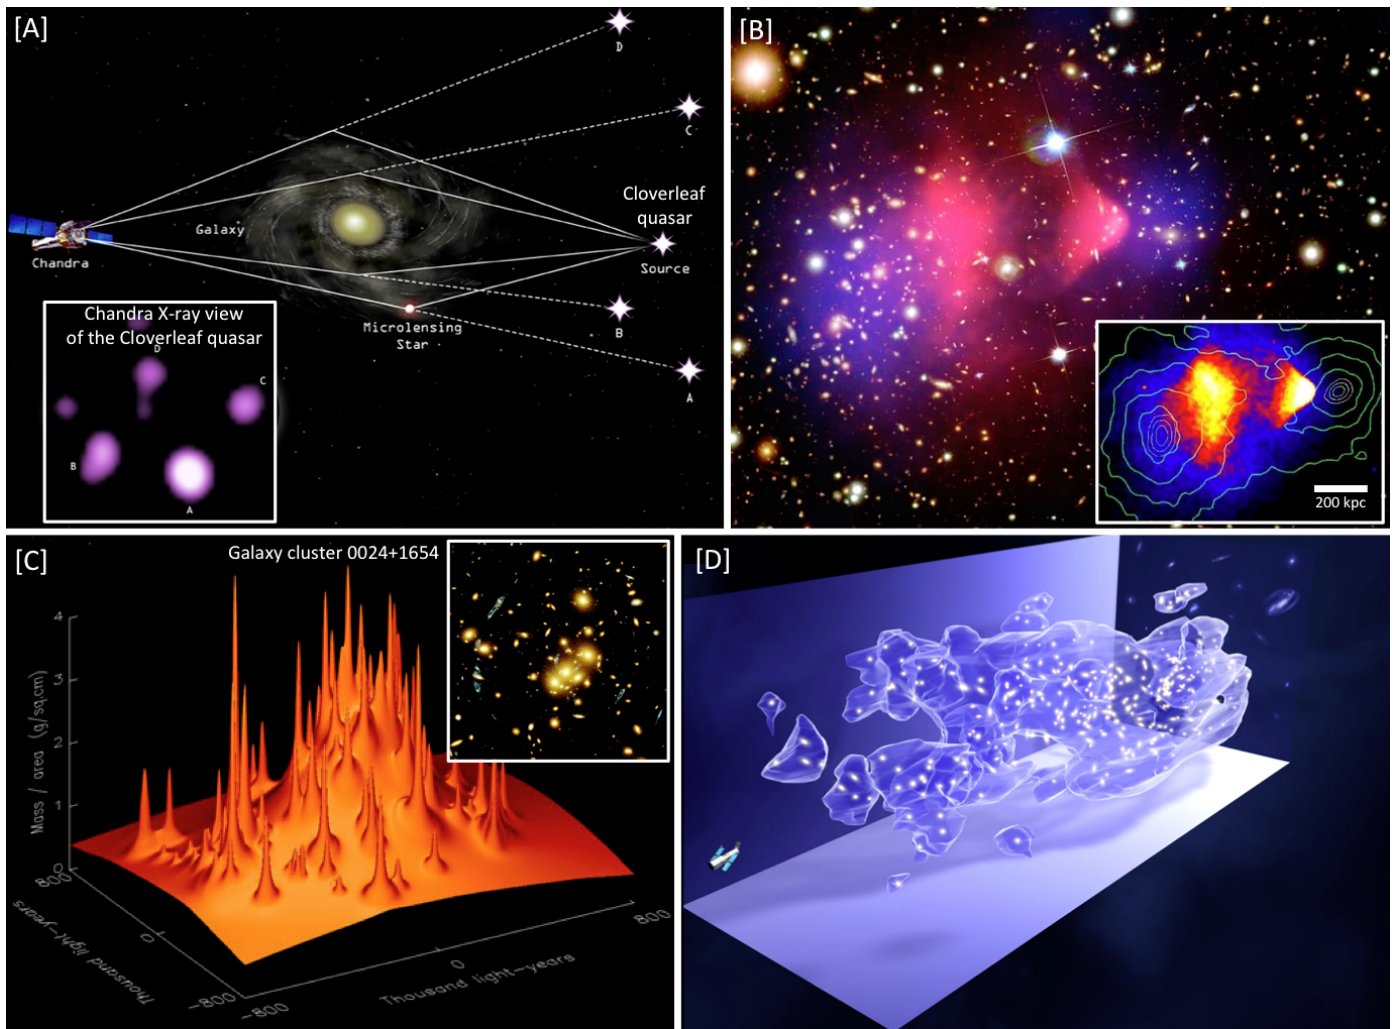 [A]
D
C
Cloverleaf
quasar
Galaxy
Chandra
Source
B
Microlensing
Star
A
Chandra X-ray view
of the Cloverleaf quasar
D
C
B
A
[B]
200 kpc
[C]
Galaxy cluster 0024+1654
4
3
2
1
0
Mass / area (g/sq.cm)
800
0
-800
Thousand light-years
-800
0
800
Thousand light-years
[D]